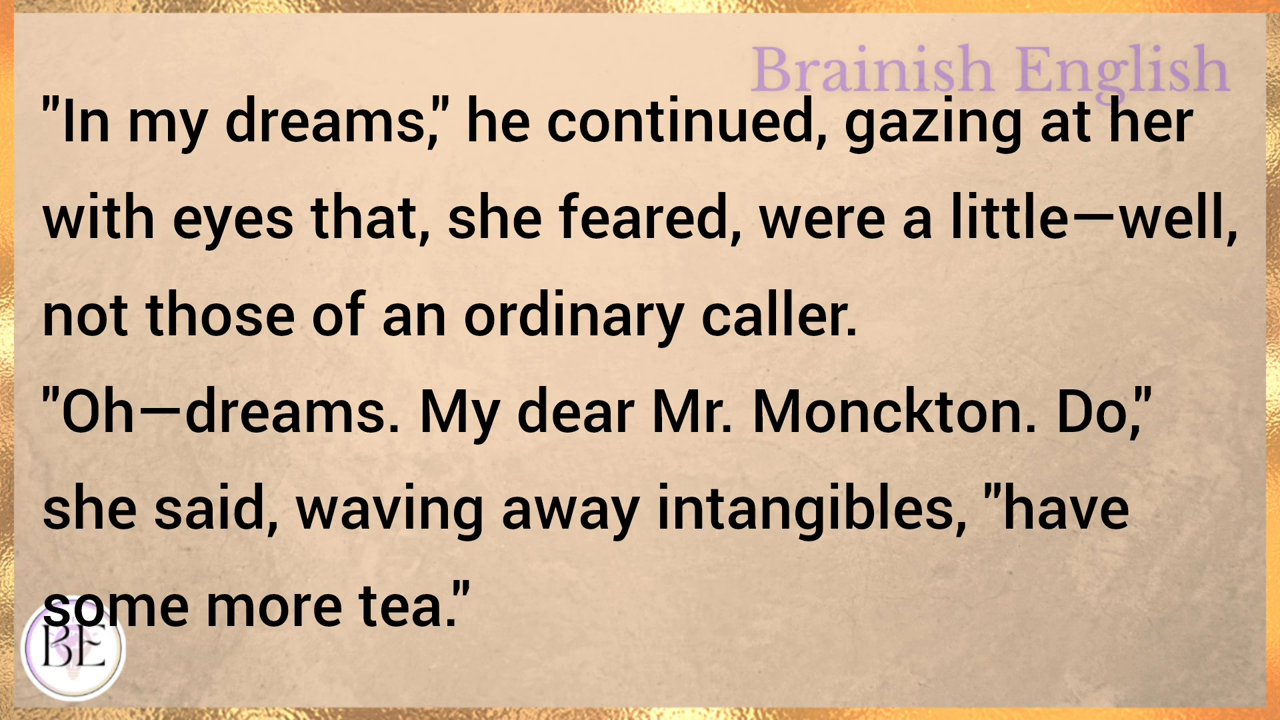 Brainish English
"In my dreams," he continued, gazing at her
with eyes that, she feared, were a little—well,
not those of an ordinary caller.
"Oh—dreams. My dear Mr. Monckton. Do,"
she said, waving away intangibles, "have
some more tea."
BE